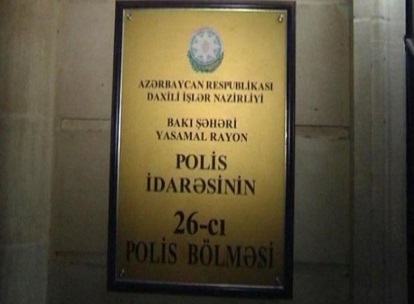 AZƏRBAYCAN RESPUBLİKASI
DAXİLİ İŞLƏR NAZİRLİYİ
BAKI ŞƏHƏRİ
YASAMAL RAYON
POLİS
İDARƏSİNİN
26-cı
POLİS BÖLMƏSİ